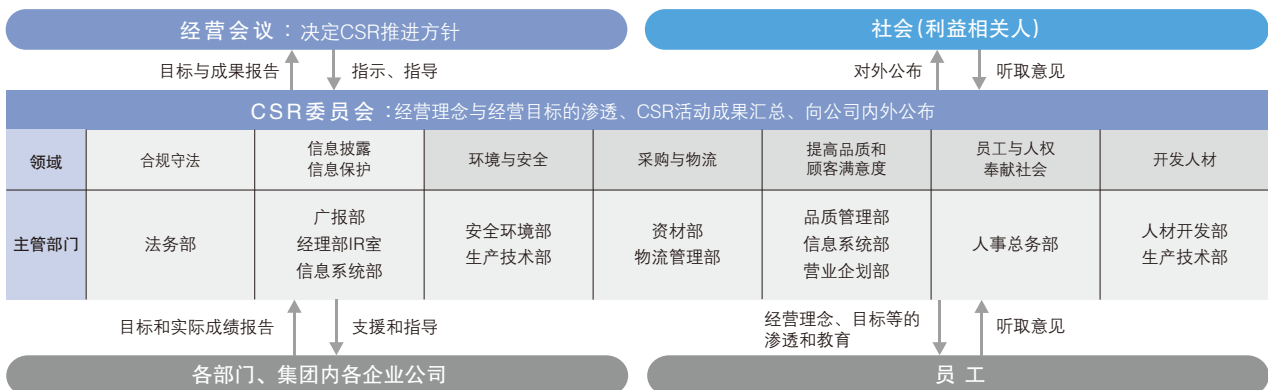 经营会议：决定CSR推进方针
社会(利益相关人)
目标与成果报告
指示、指导
对外公布
听取意见
CSR委员会:经营理念与经营目标的渗透、CSR活动成果汇总、向公司内外公布
领域
合规守法
信息披露
信息保护
环境与安全
采购与物流
提高品质和
顾客满意度
员工与人权
奉献社会
开发人材
主管部门
法务部
广报部
经理部IR室
信息系统部
安全环境部
生产技术部
资材部
物流管理部
品质管理部
信息系统部
营业企划部
人事总务部
人材开发部
生产技术部
目标和实际成绩报告
支援和指导
经营理念、目标等的
渗透和教育
听取意见
各部门、集团内各企业公司
员 工